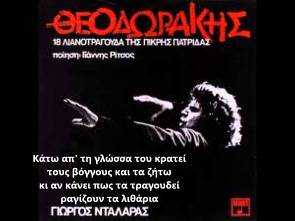 ΘΕΟΔΩΡΑΚΗΣ
18 ΛΙΑΝΟΤΡΑΓΟΥΔΑ ΤΗΣ ΠΙΚΡΗΣ ΠΑΤΡΙΔΑΣ
ποίηση: Γιάννης Ρίτσος
Κάτω απ' τη γλώσσα του κρατεί
τους βόγγους και τα ζήτω
κι αν κάνει πως τα τραγουδεί
ραγίζουν τα λιθάρια
ΓΙΩΡΓΟΣ ΝΤΑΛΑΡΑΣ